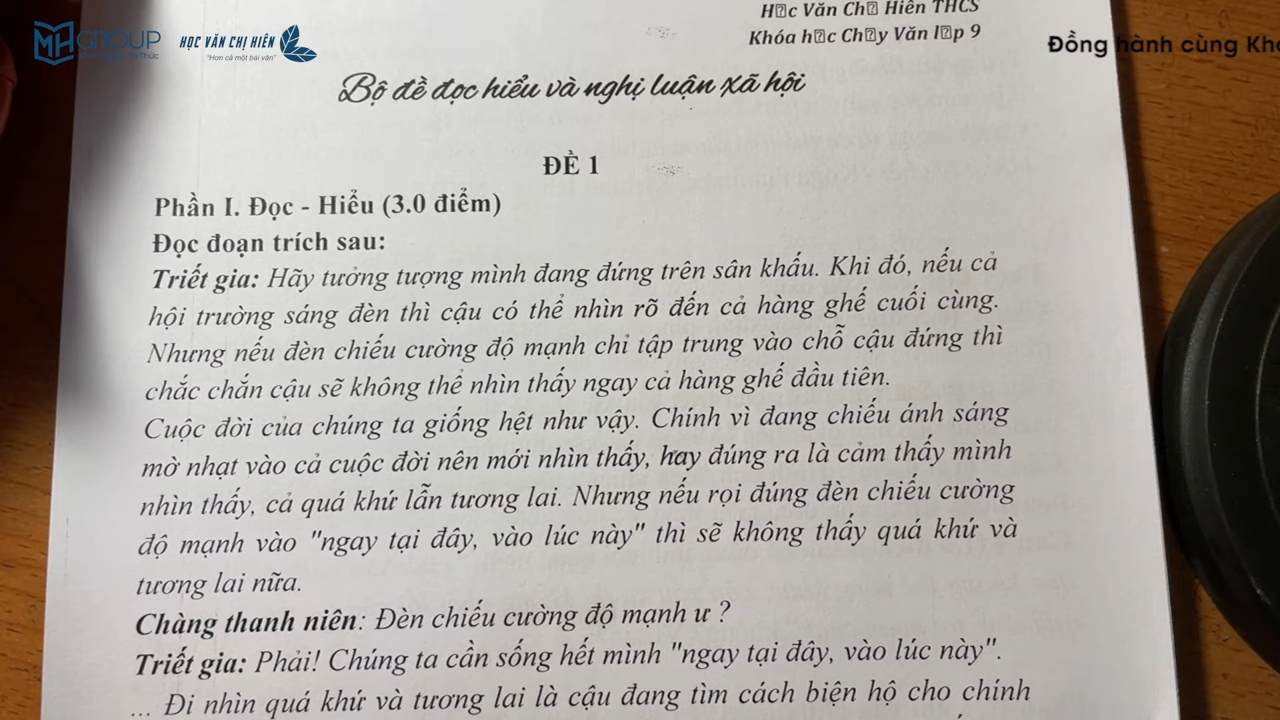 MH GROUP
HỌC VĂN CHỊ HIÊN
"Hơn cả một bài văn"
Học Văn Chị Hiên THCS
Khóa học Chạy Văn lớp 9
Đồng hành cùng
Bộ đề đọc hiểu và nghị luận xã hội
ĐỀ 1
Phần I. Đọc - Hiểu (3.0 điểm)
Đọc đoạn trích sau:
Triết gia: Hãy tưởng tượng mình đang đứng trên sân khấu. Khi đó, nếu cả
hội trường sáng đèn thì cậu có thể nhìn rõ đến cả hàng ghế cuối cùng.
Nhưng nếu đèn chiếu cường độ mạnh chỉ tập trung vào chỗ cậu đứng thì
chắc chắn cậu sẽ không thể nhìn thấy ngay cả hàng ghế đầu tiên.
Cuộc đời của chúng ta giống hệt như vậy. Chính vì đang chiếu ánh sáng
mờ nhạt vào cả cuộc đời nên mới nhìn thấy, hay đúng ra là cảm thấy mình
nhìn thấy, cả quá khứ lẫn tương lai. Nhưng nếu rọi đúng đèn chiếu cường
độ mạnh vào "ngay tại đây, vào lúc này" thì sẽ không thấy quá khứ và
tương lai nữa.
Chàng thanh niên: Đèn chiếu cường độ mạnh ư ?
Triết gia: Phải! Chúng ta cần sống hết mình "ngay tại đây, vào lúc này".
... Đi nhìn quá khứ và tương lai là cậu đang tìm cách biện hộ cho chính